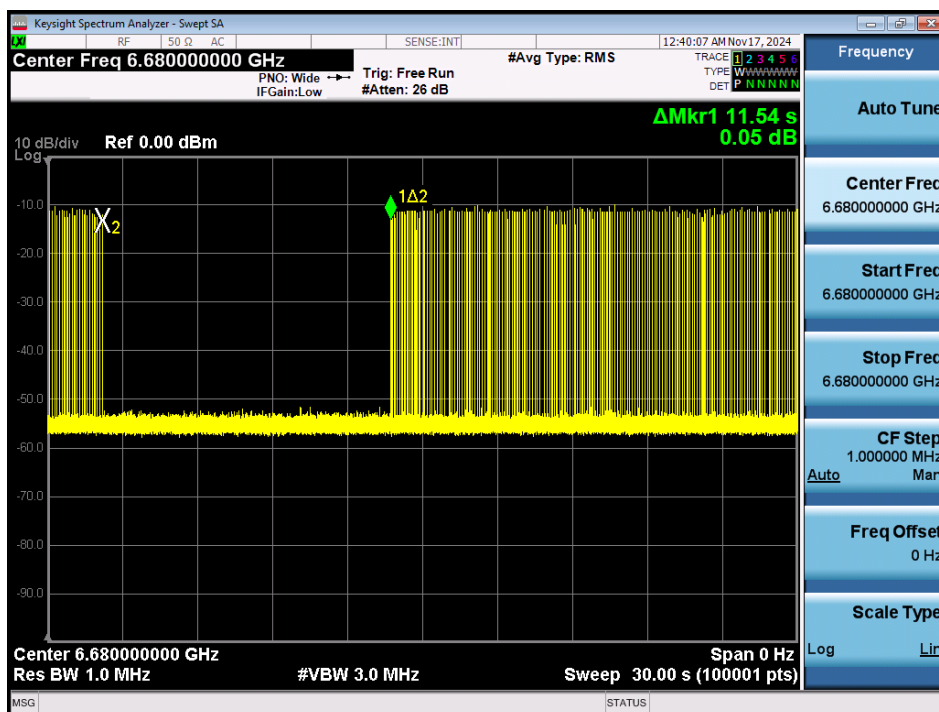 Keysight Spectrum Analyzer - Swept SA
LXI
RF 50 Ω AC SENSE:INT 12:40:07 AM Nov 17, 2024
Center Freq 6.680000000 GHz
PNO: Wide
IFGain:Low
Trig: Free Run
#Atten: 26 dB
#Avg Type: RMS
TRACE 1 2 3 4 5 6
TYPE W W W W W W
DET P N N N N N
ΔMkr1 11.54 s
0.05 dB
10 dB/div Ref 0.00 dBm
Log
1Δ2
X2
-10.0
-20.0
-30.0
-40.0
-50.0
-60.0
-70.0
-80.0
-90.0
Center 6.680000000 GHz Span 0 Hz
Res BW 1.0 MHz #VBW 3.0 MHz Sweep 30.00 s (100001 pts)
MSG STATUS
Frequency
Auto Tune
Center Freq
6.680000000 GHz
Start Freq
6.680000000 GHz
Stop Freq
6.680000000 GHz
CF Step
1.000000 MHz
Auto Man
Freq Offset
0 Hz
Scale Type
Log Lin